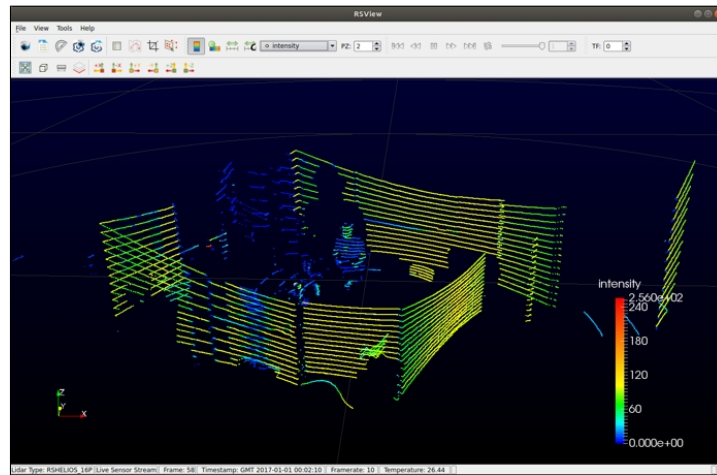 RSView
File View Tools Help
intensity PZ: 2 TF: 0
intensity
2.560e+02
240
180
120
60
0.000e+00
Z
Y
X
Lidar Type: RSHELIOS_16P Live Sensor Stream Frame: 58 Timestamp: GMT 2017-01-01 00:02:10 Framerate: 10 Temperature: 26.44